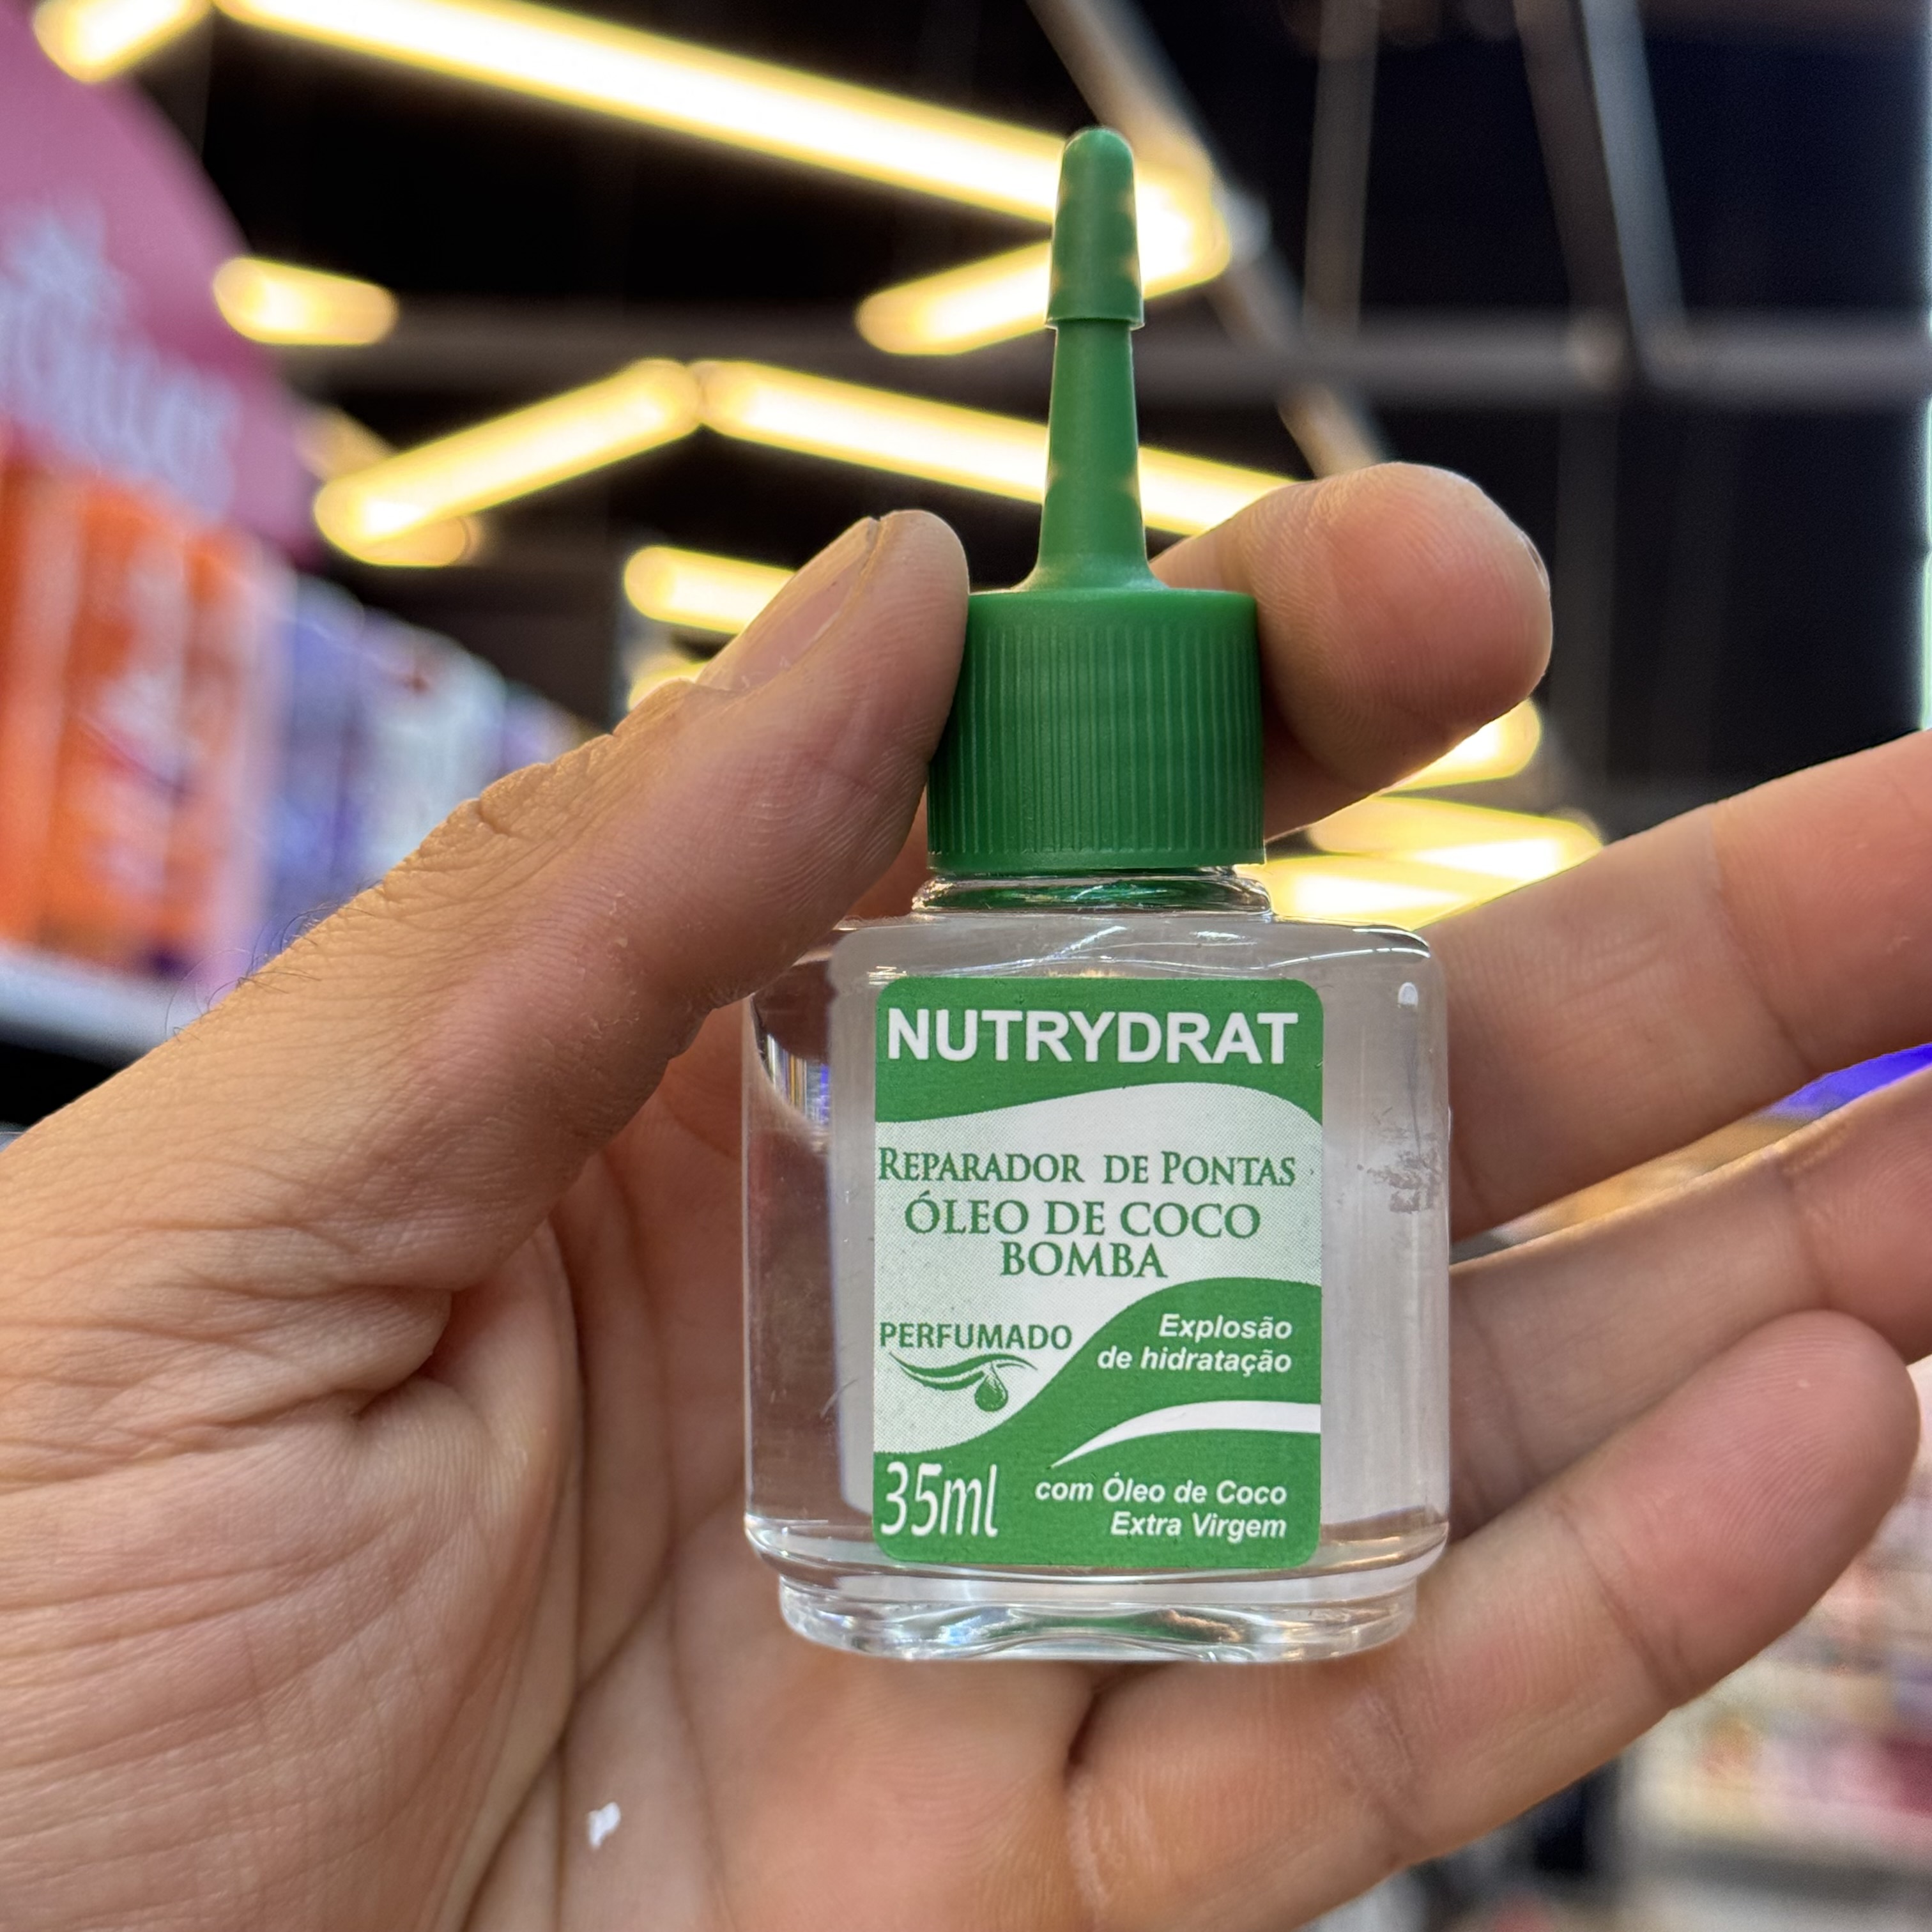 NUTRYDRAT
REPARADOR DE PONTAS
ÓLEO DE COCO
BOMBA
PERFUMADO
Explosão
de hidratação
35ml
com Óleo de Coco
Extra Virgem